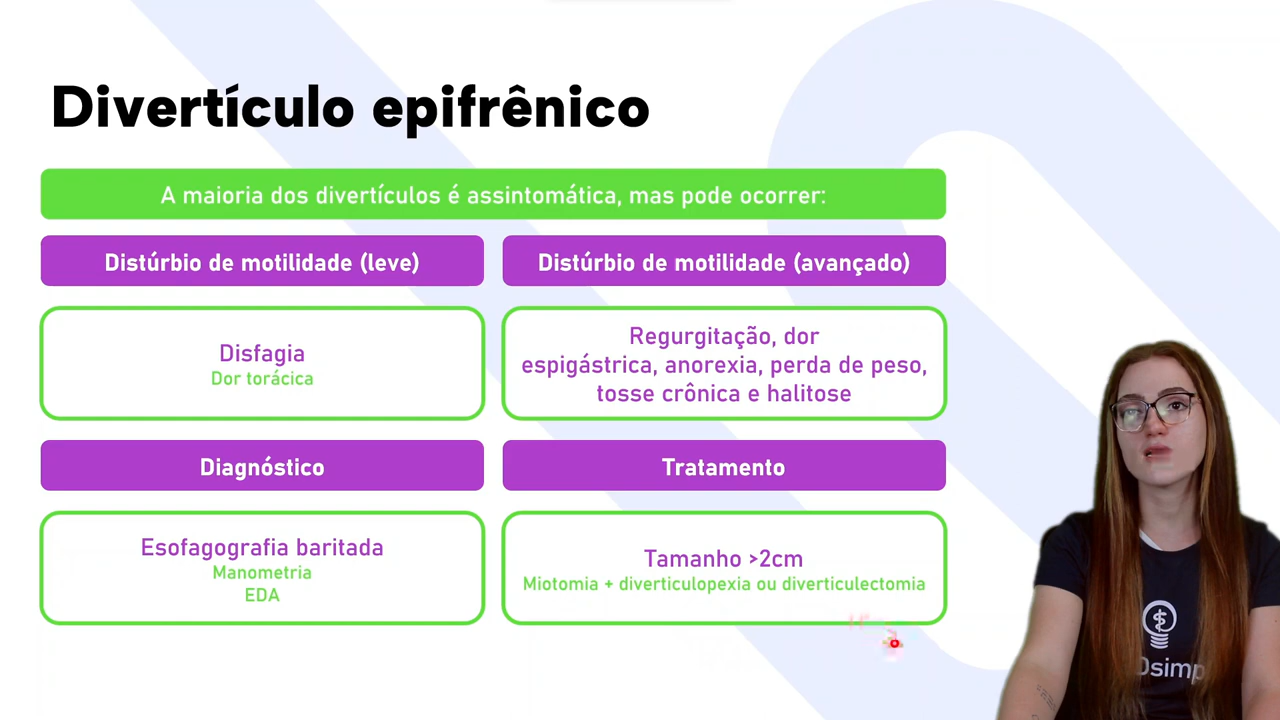 Divertículo epifrênico
A maioria dos divertículos é assintomática, mas pode ocorrer:
Distúrbio de motilidade (leve)
Distúrbio de motilidade (avançado)
Disfagia
Dor torácica
Regurgitação, dor
espigástrica, anorexia, perda de peso,
tosse crônica e halitose
Diagnóstico
Tratamento
Esofagografia baritada
Manometria
EDA
Tamanho >2cm
Miotomia + diverticulopexia ou diverticulectomia